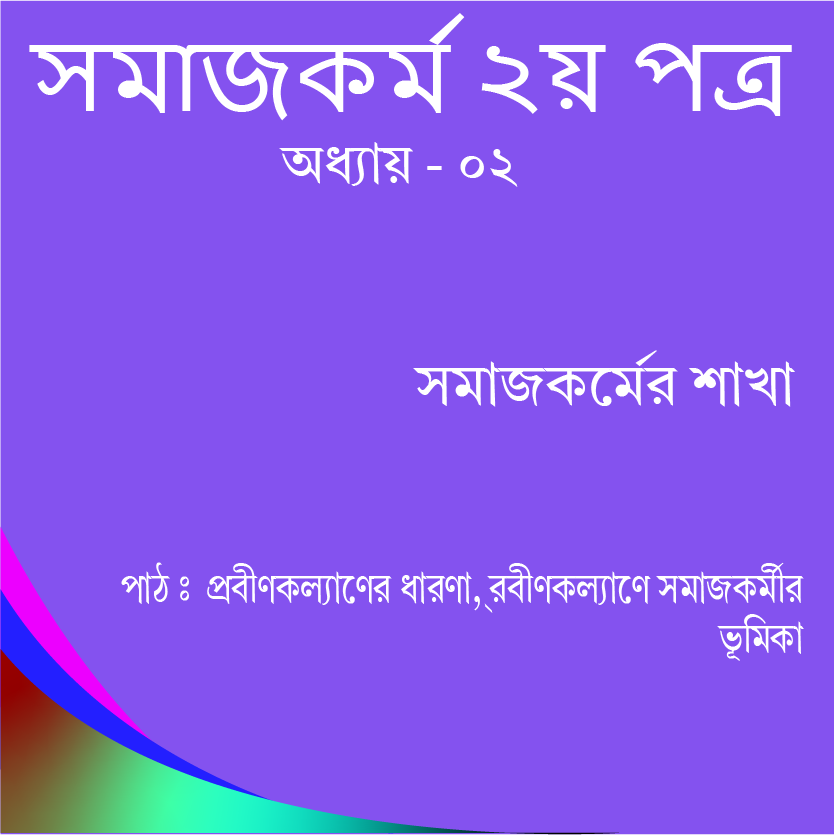 সমাজকর্ম ২য় পত্র
অধ্যায় - ০২
সমাজকর্মের শাখা
পাঠ ঃ প্রবীণকল্যাণের ধারণা, ্রবীণকল্যাণে সমাজকর্মীর
ভূমিকা